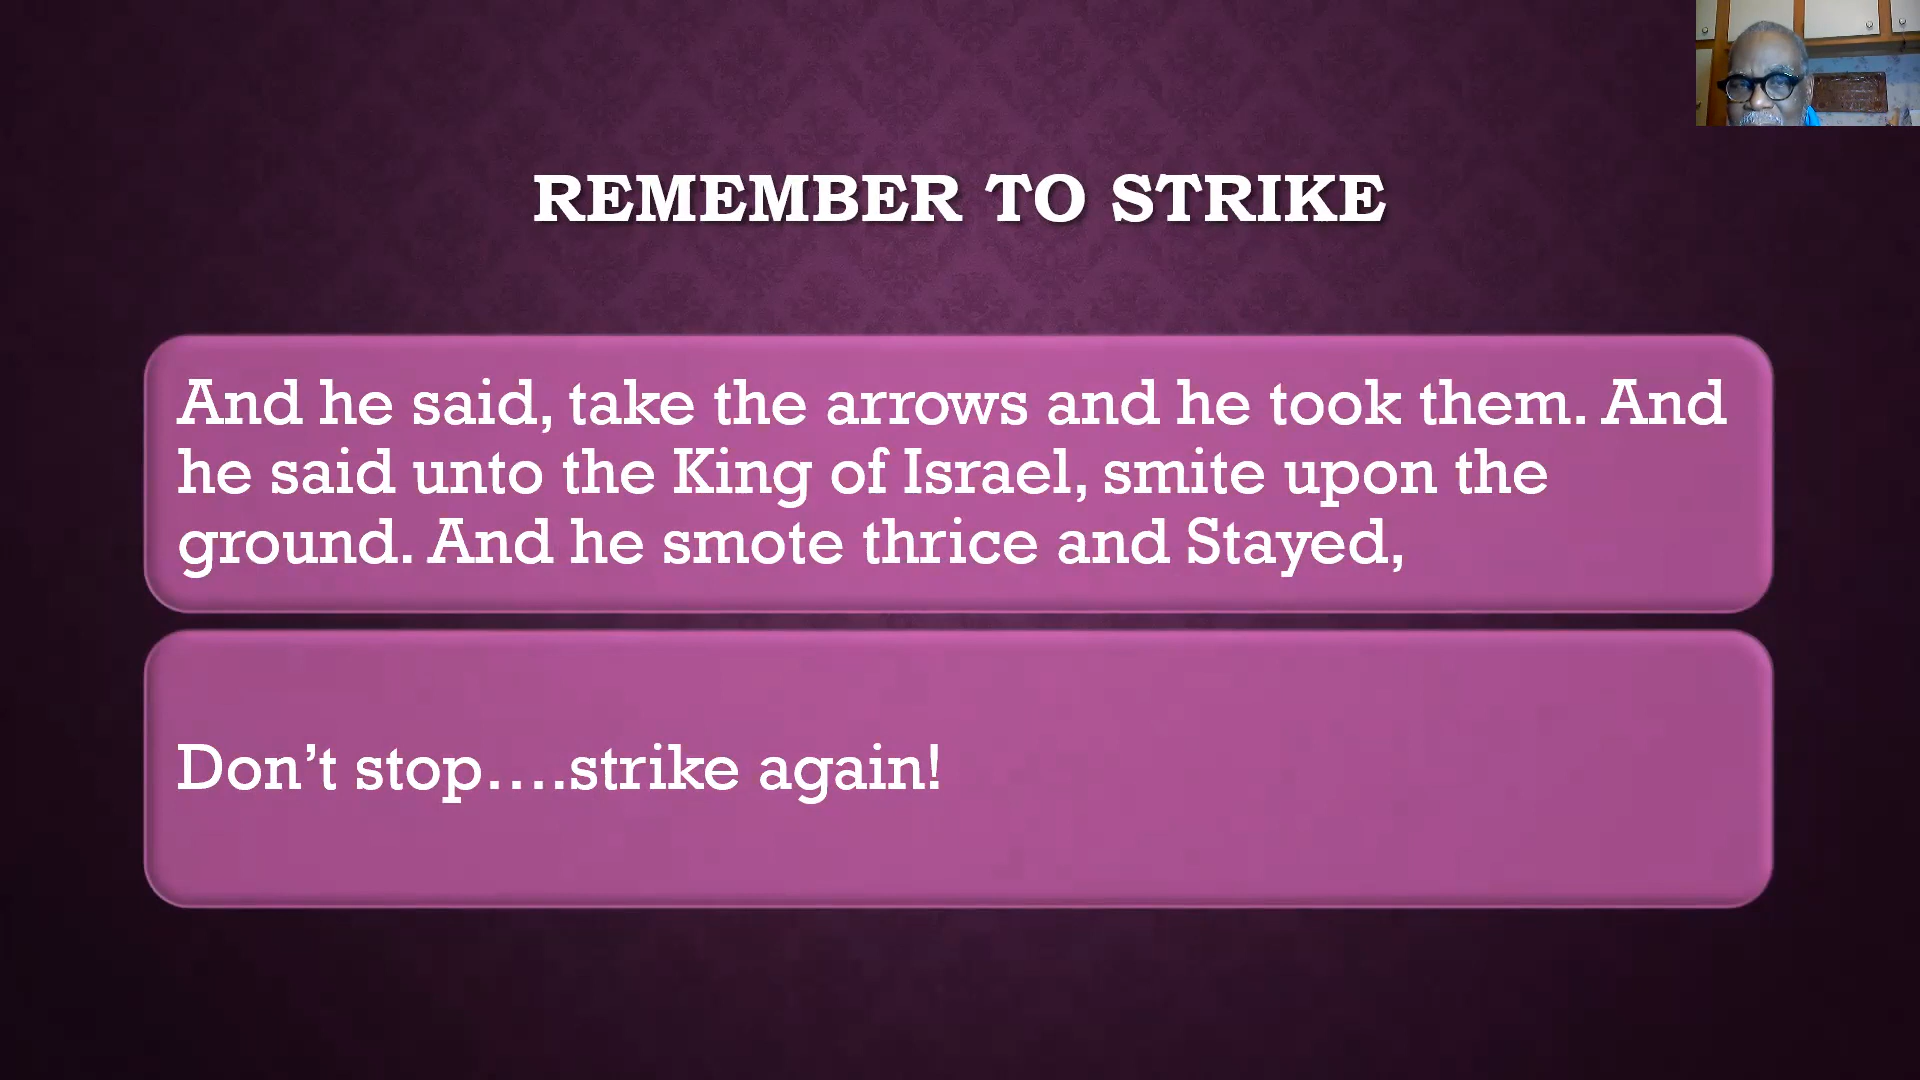 REMEMBER TO STRIKE
And he said, take the arrows and he took them. And
he said unto the King of Israel, smite upon the
ground. And he smote thrice and Stayed,
Don’t stop….strike again!